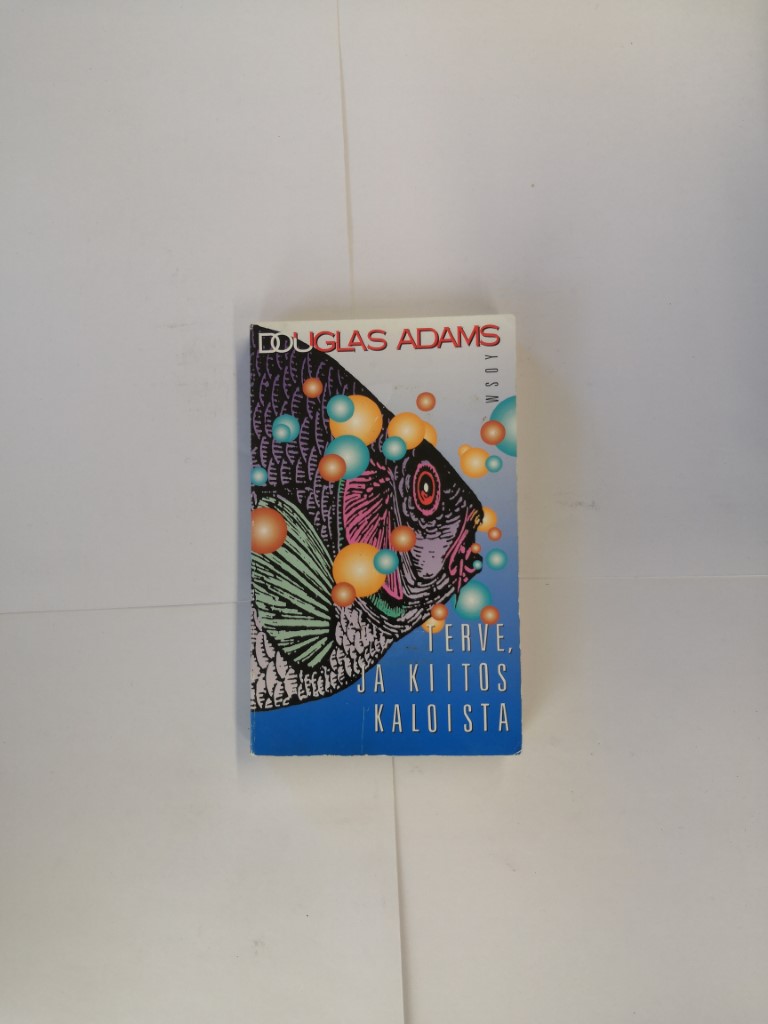 DOUGLAS ADAMS
WSOY
TERVE,
JA KIITOS
KALOISTA